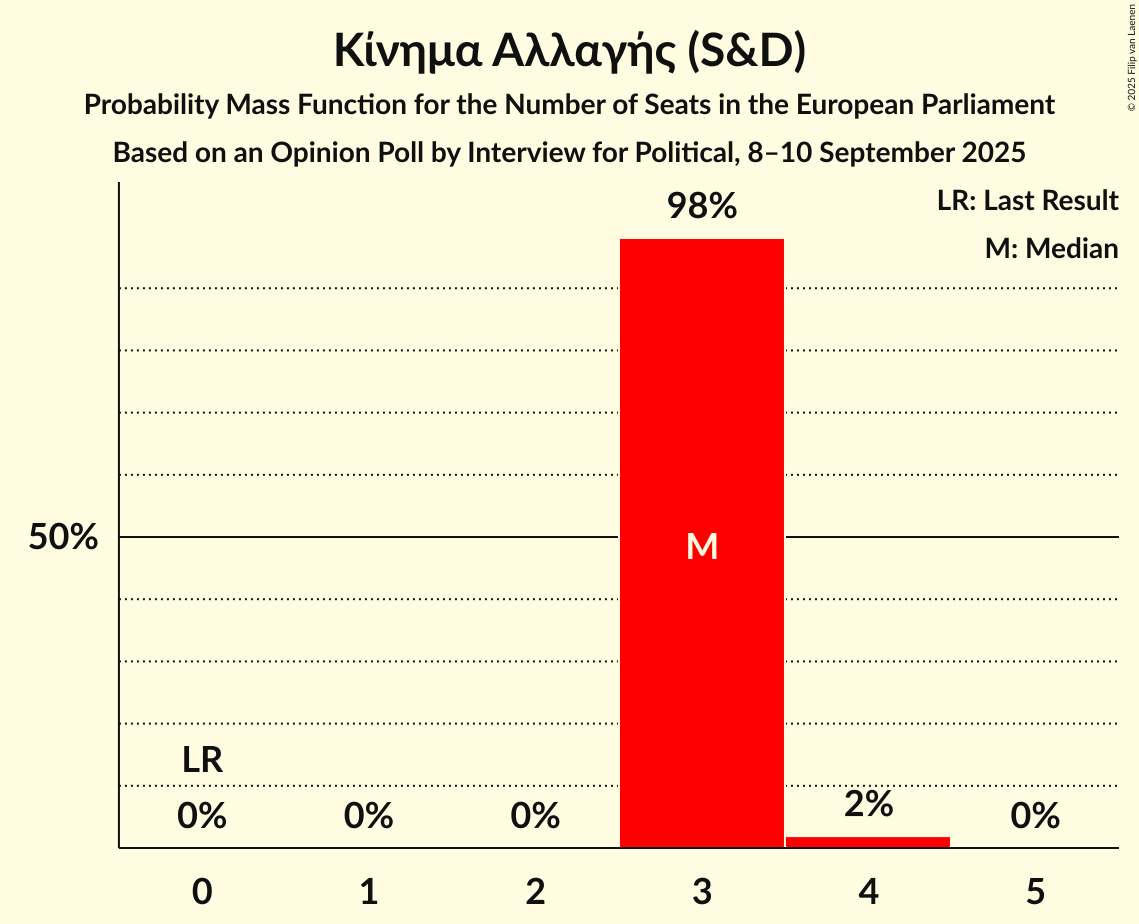 Κίνημα Αλλαγής (S&D)
Probability Mass Function for the Number of Seats in the European Parliament
Based on an Opinion Poll by Interview for Political, 8–10 September 2025
© 2025 Filip van Laenen
LR: Last Result
M: Median
98%
50%
M
LR
0%
0%
0%
2%
0%
0
1
2
3
4
5